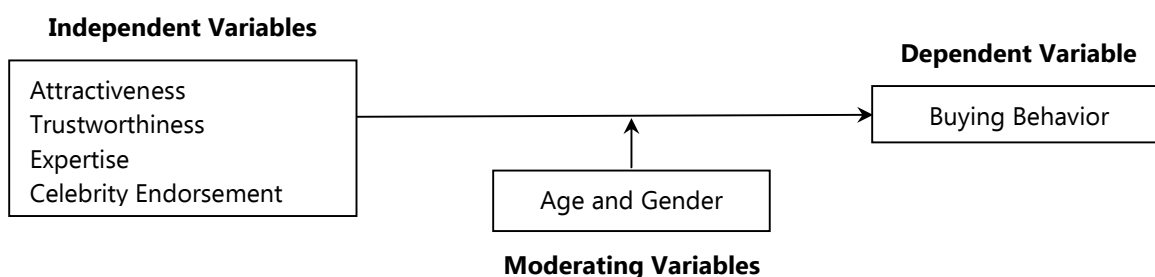 Independent Variables
Attractiveness
Trustworthiness
Expertise
Celebrity Endorsement
Dependent Variable
Buying Behavior
Age and Gender
Moderating Variables